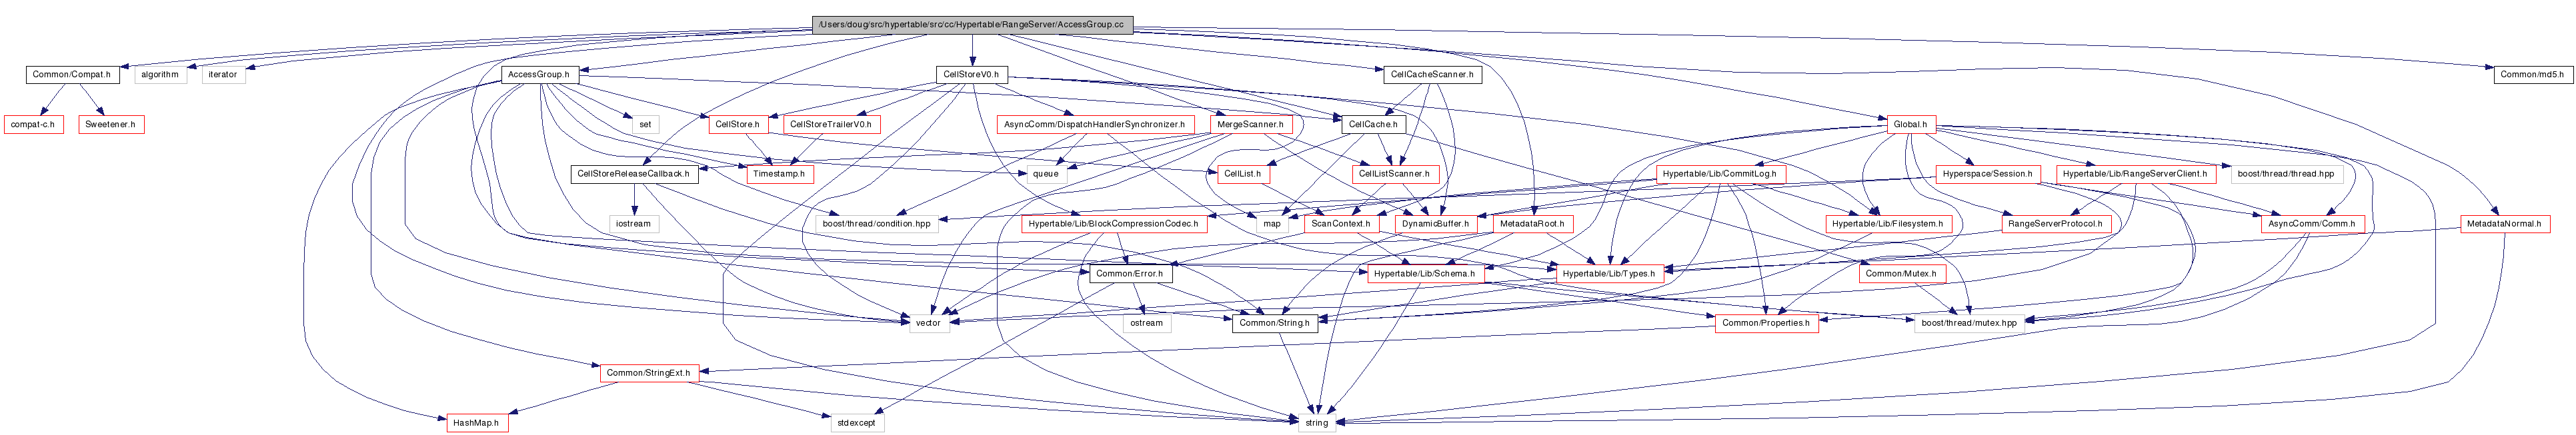 /Users/doug/src/hypertable/src/cc/Hypertable/RangeServer/AccessGroup.cc
Common/Compat.h
algorithm
iterator
AccessGroup.h
CellStoreV0.h
CellCacheScanner.h
Common/md5.h
compat-c.h
Sweetener.h
set
CellStore.h
CellStoreTrailerV0.h
AsyncComm/DispatchHandlerSynchronizer.h
MergeScanner.h
CellCache.h
Global.h
CellStoreReleaseCallback.h
Timestamp.h
queue
CellList.h
CellListScanner.h
Hypertable/Lib/CommitLog.h
Hyperspace/Session.h
Hypertable/Lib/RangeServerClient.h
boost/thread/thread.hpp
iostream
boost/thread/condition.hpp
Hypertable/Lib/BlockCompressionCodec.h
map
ScanContext.h
DynamicBuffer.h
MetadataRoot.h
Hypertable/Lib/Filesystem.h
RangeServerProtocol.h
AsyncComm/Comm.h
MetadataNormal.h
Common/Error.h
Hypertable/Lib/Schema.h
Hypertable/Lib/Types.h
Common/Mutex.h
vector
ostream
Common/String.h
Common/Properties.h
boost/thread/mutex.hpp
Common/StringExt.h
HashMap.h
stdexcept
string